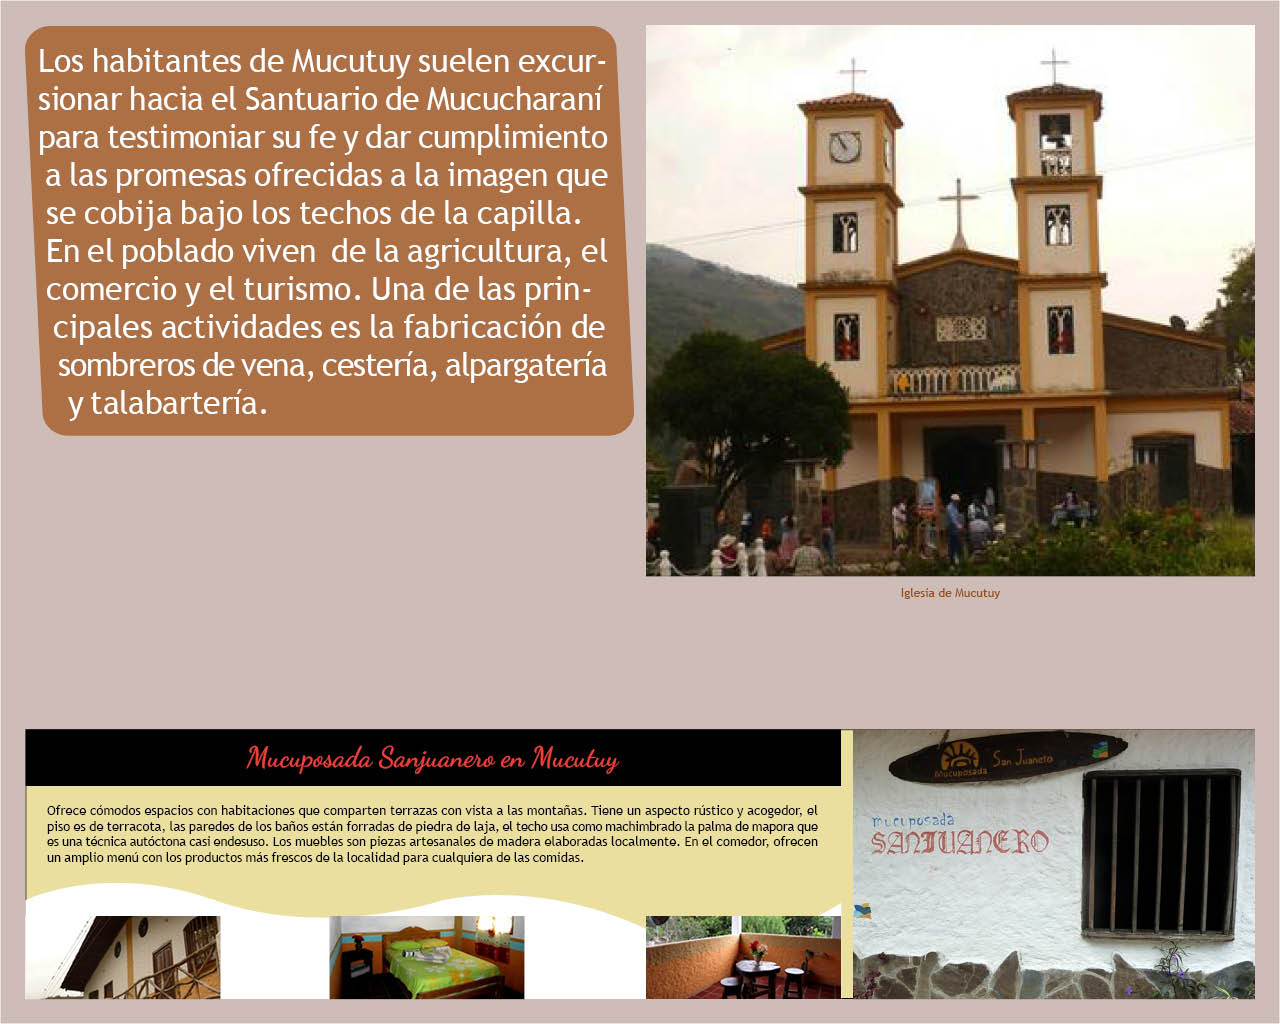 Los habitantes de Mucutuy suelen excur-
sionar hacia el Santuario de Mucucharaní
para testimoniar su fe y dar cumplimiento
a las promesas ofrecidas a la imagen que
se cobija bajo los techos de la capilla.
En el poblado viven de la agricultura, el
comercio y el turismo. Una de las prin-
cipales actividades es la fabricación de
sombreros de vena, cestería, alpargatería
y talabartería.
Iglesia de Mucutuy
Mucuposada Sanjuanero en Mucutuy
Ofrece cómodos espacios con habitaciones que comparten terrazas con vista a las montañas. Tiene un aspecto rústico y acogedor, el
piso es de terracota, las paredes de los baños están forradas de piedra de laja, el techo usa como machimbrado la palma de mapora que
es una técnica autóctona casi endesuso. Los muebles son piezas artesanales de madera elaboradas localmente. En el comedor, ofrecen
un amplio menú con los productos más frescos de la localidad para cualquiera de las comidas.
Mucuposada San Juanero
mucuposada
SANJUANERO